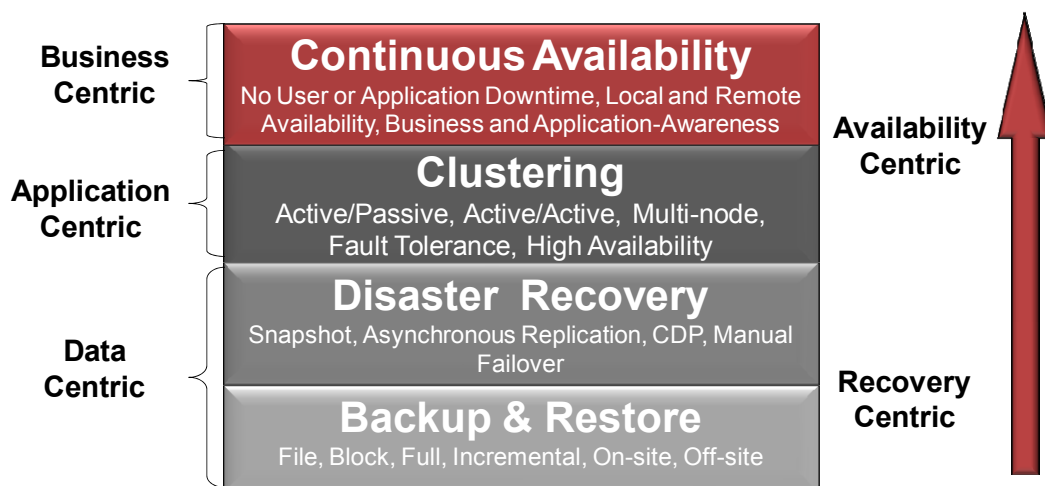 Business
Centric
Continuous Availability
No User or Application Downtime, Local and Remote
Availability, Business and Application-Awareness
Availability
Centric
Application
Centric
Clustering
Active/Passive, Active/Active, Multi-node,
Fault Tolerance, High Availability
Data
Centric
Disaster Recovery
Snapshot, Asynchronous Replication, CDP, Manual
Failover
Recovery
Centric
Backup & Restore
File, Block, Full, Incremental, On-site, Off-site